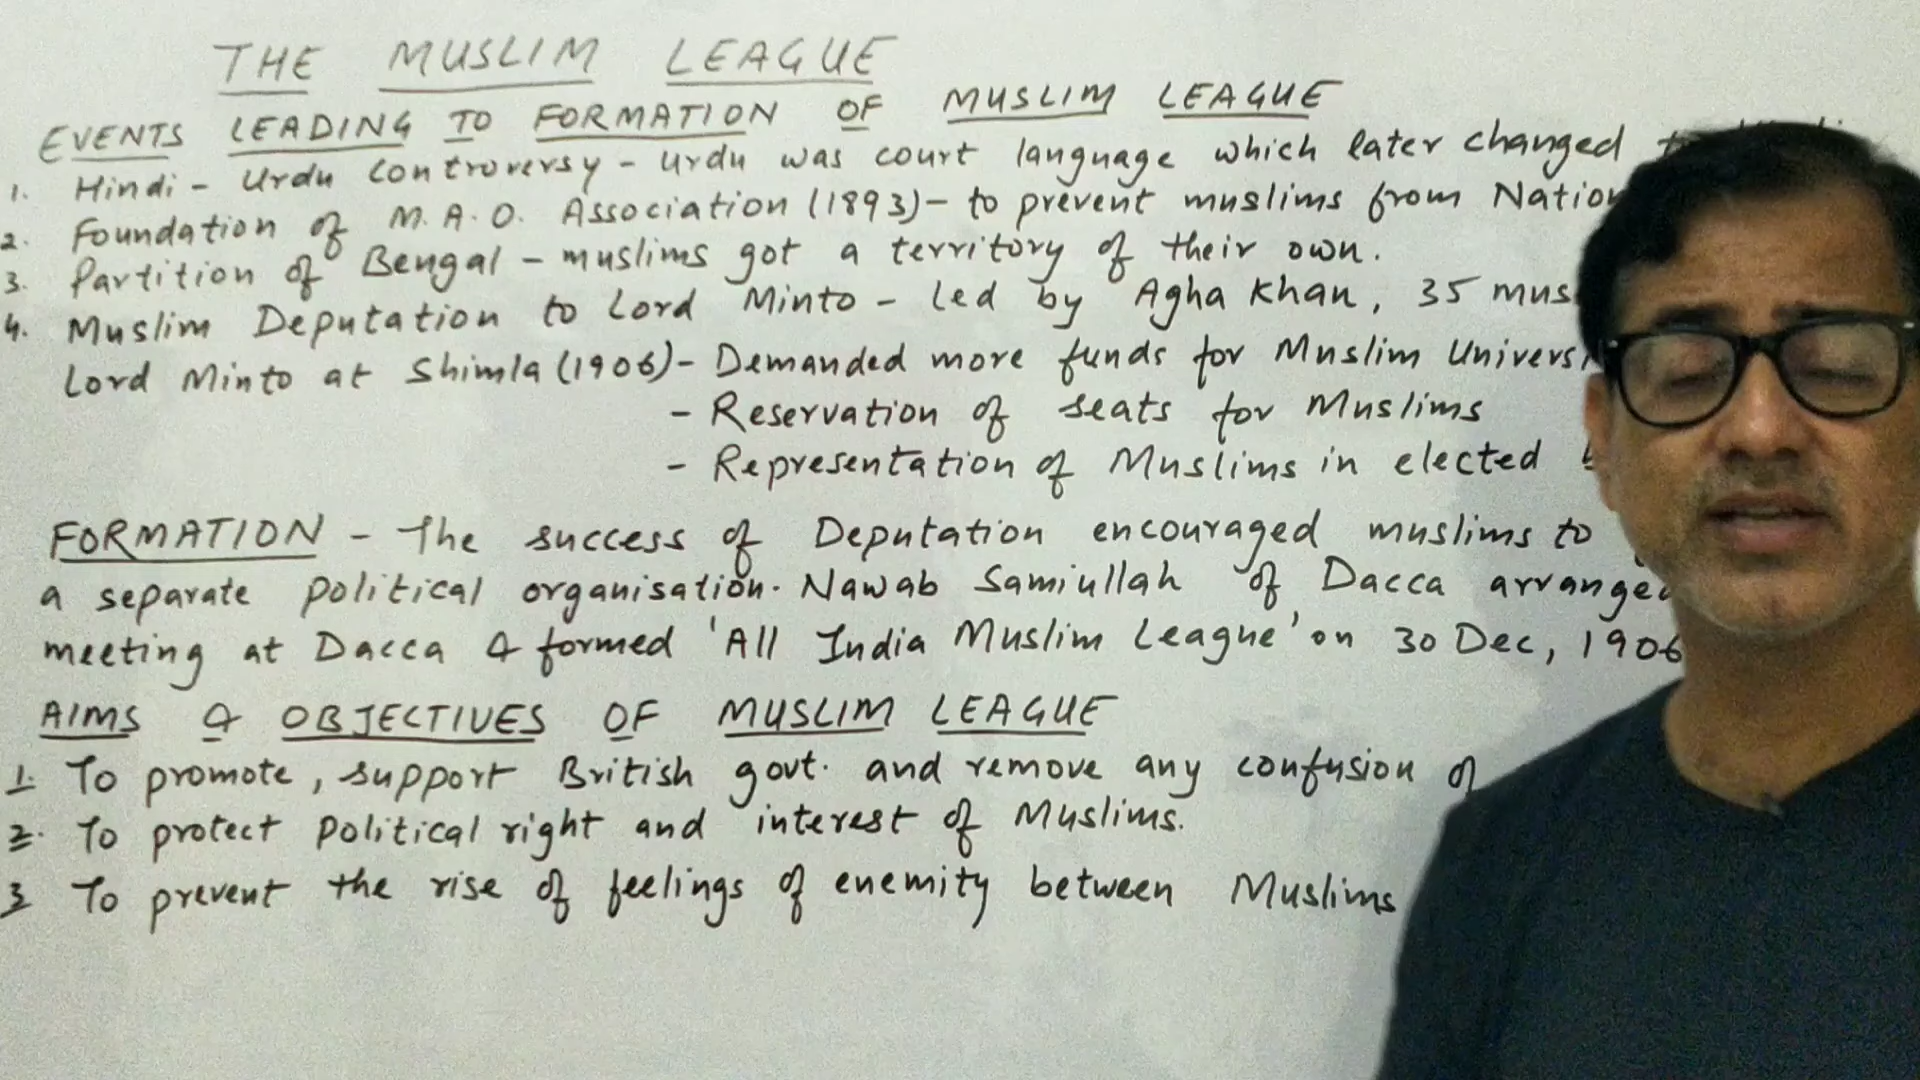 THE MUSLIM LEAGUE
EVENTS LEADING TO FORMATION OF MUSLIM LEAGUE
1. Hindi - Urdu Controversy - Urdu was court language which later changed
2. Foundation of M.A.O. Association (1893) - to prevent muslims from
3. Partition of Bengal - muslims got a territory of their own.
4. Muslim Deputation to Lord Minto - Led by Agha Khan, 35
Lord Minto at Shimla (1906) - Demanded more funds for Muslim
- Reservation of seats for Muslims
- Representation of Muslims in elected
FORMATION - The success of Deputation encouraged muslims to
a separate political organisation. Nawab Samiullah of Dacca
meeting at Dacca & formed 'All India Muslim League' on 30 Dec, 1906
AIMS & OBJECTIVES OF MUSLIM LEAGUE
1. To promote, support British govt. and remove any confusion of
2. To protect political right and interest of Muslims.
3 To prevent the rise of feelings of enemity between Muslims